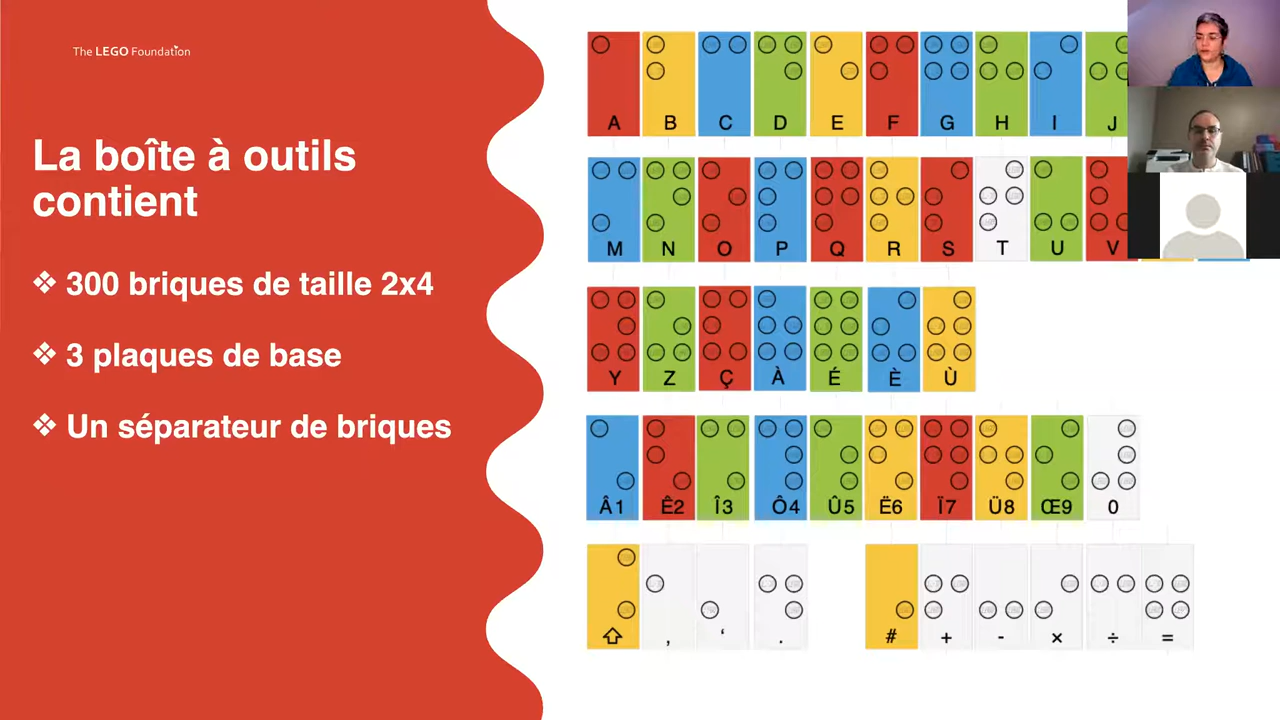 The LEGO Foundation
La boîte à outils
contient
❖ 300 briques de taille 2x4
❖ 3 plaques de base
❖ Un séparateur de briques
A B C D E F G H I J
M N O P Q R S T U V
Y Z Ç À É È Ù
Â1 Ê2 Î3 Ô4 Û5 Ë6 Ï7 Ü8 Œ9 0
⇧ , ‘ . # + - × ÷ =